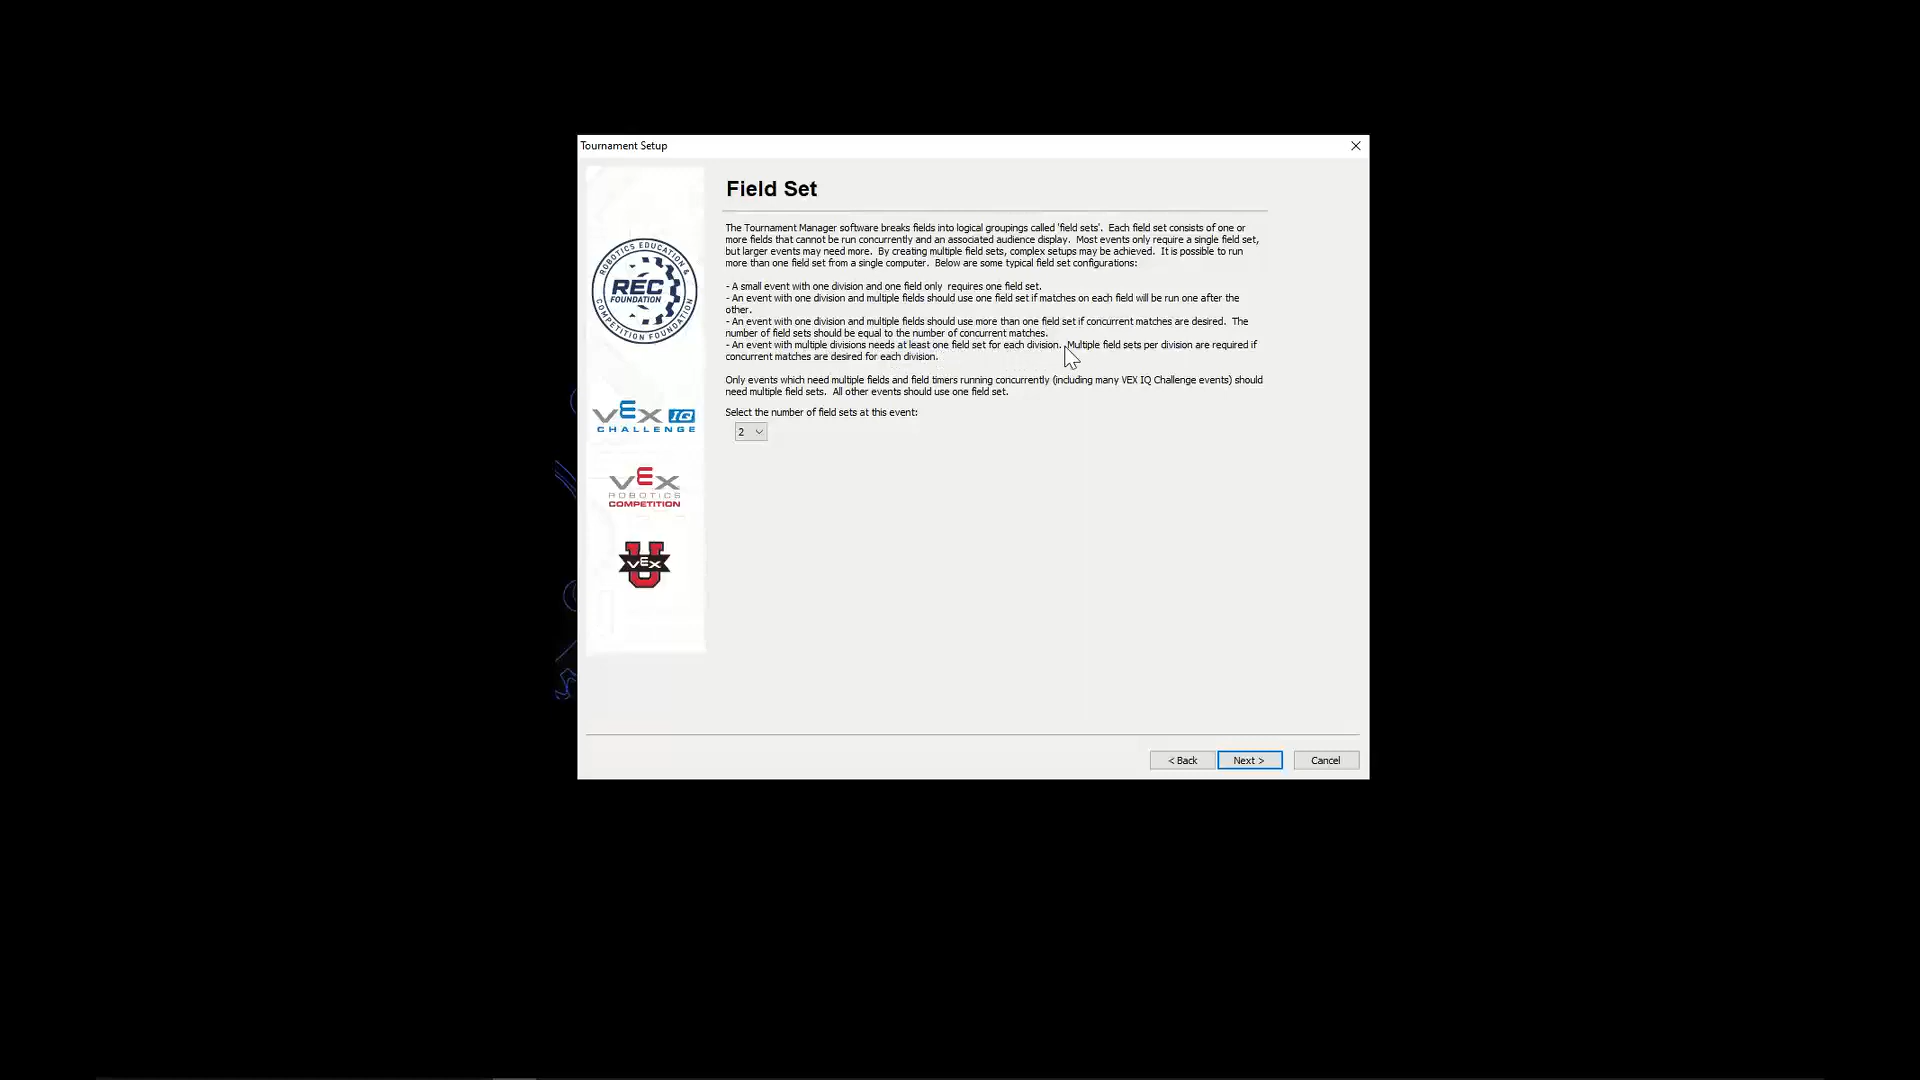 Tournament Setup
Field Set
The Tournament Manager software breaks fields into logical groupings called 'field sets'. Each field set consists of one or
more fields that cannot be run concurrently and an associated audience display. Most events only require a single field set,
but larger events may need more. By creating multiple field sets, complex setups may be achieved. It is possible to run
more than one field set from a single computer. Below are some typical field set configurations:
- A small event with one division and one field only requires one field set.
- An event with one division and multiple fields should use one field set if matches on each field will be run one after the
other.
- An event with one division and multiple fields should use more than one field set if concurrent matches are desired. The
number of field sets should be equal to the number of concurrent matches.
- An event with multiple divisions needs at least one field set for each division. Multiple field sets per division are required if
concurrent matches are desired for each division.
Only events which need multiple fields and field timers running concurrently (including many VEX IQ Challenge events) should
need multiple field sets. All other events should use one field set.
Select the number of field sets at this event:
2
ROBOTICS EDUCATION &
REC
FOUNDATION
COMPETITION FOUNDATION
VEX IQ
CHALLENGE
VEX
ROBOTICS
COMPETITION
VEX
U
< Back
Next >
Cancel